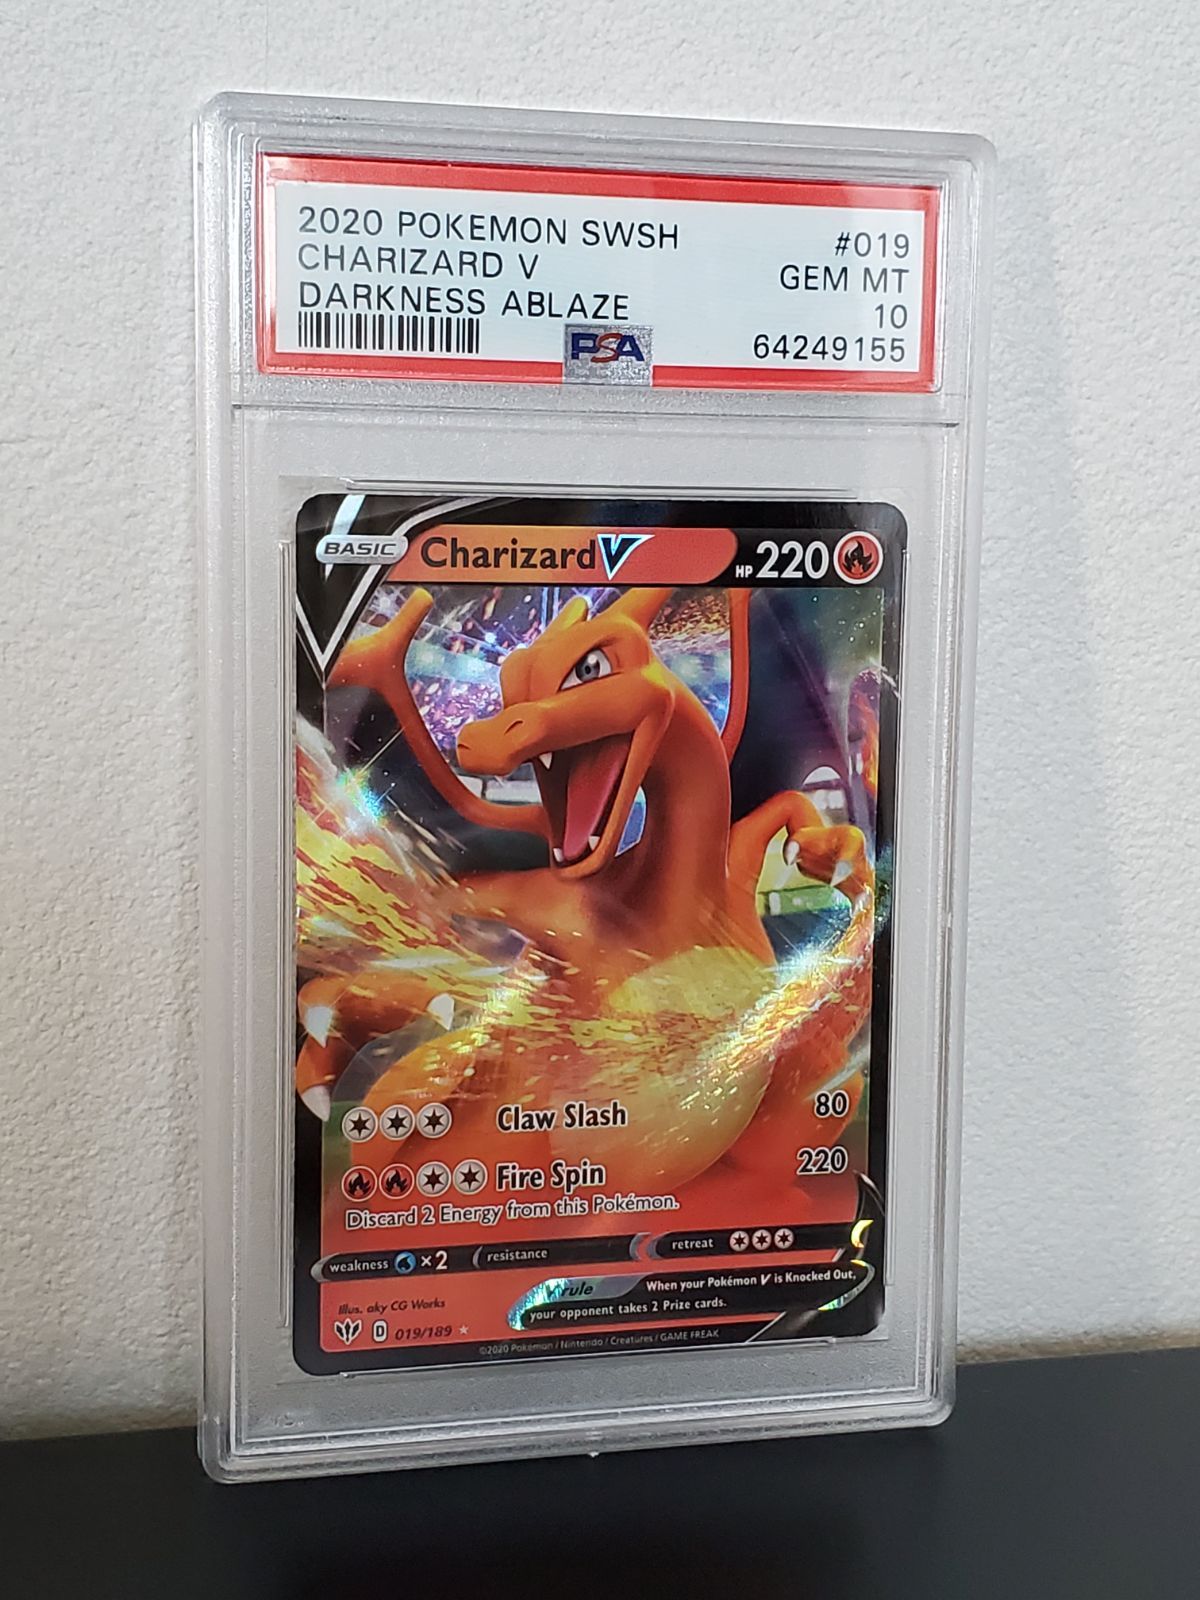 2020 POKEMON SWSH #019
CHARIZARD V GEM MT
DARKNESS ABLAZE 10
PSA 64249155
BASIC Charizard V HP 220
Claw Slash 80
Fire Spin 220
Discard 2 Energy from this Pokémon.
weakness ×2 resistance retreat
V rule When your Pokémon V is Knocked Out,
your opponent takes 2 Prize cards.
Illus. aky CG Works
D 019/189
©2020 Pokémon / Nintendo / Creatures / GAME FREAK